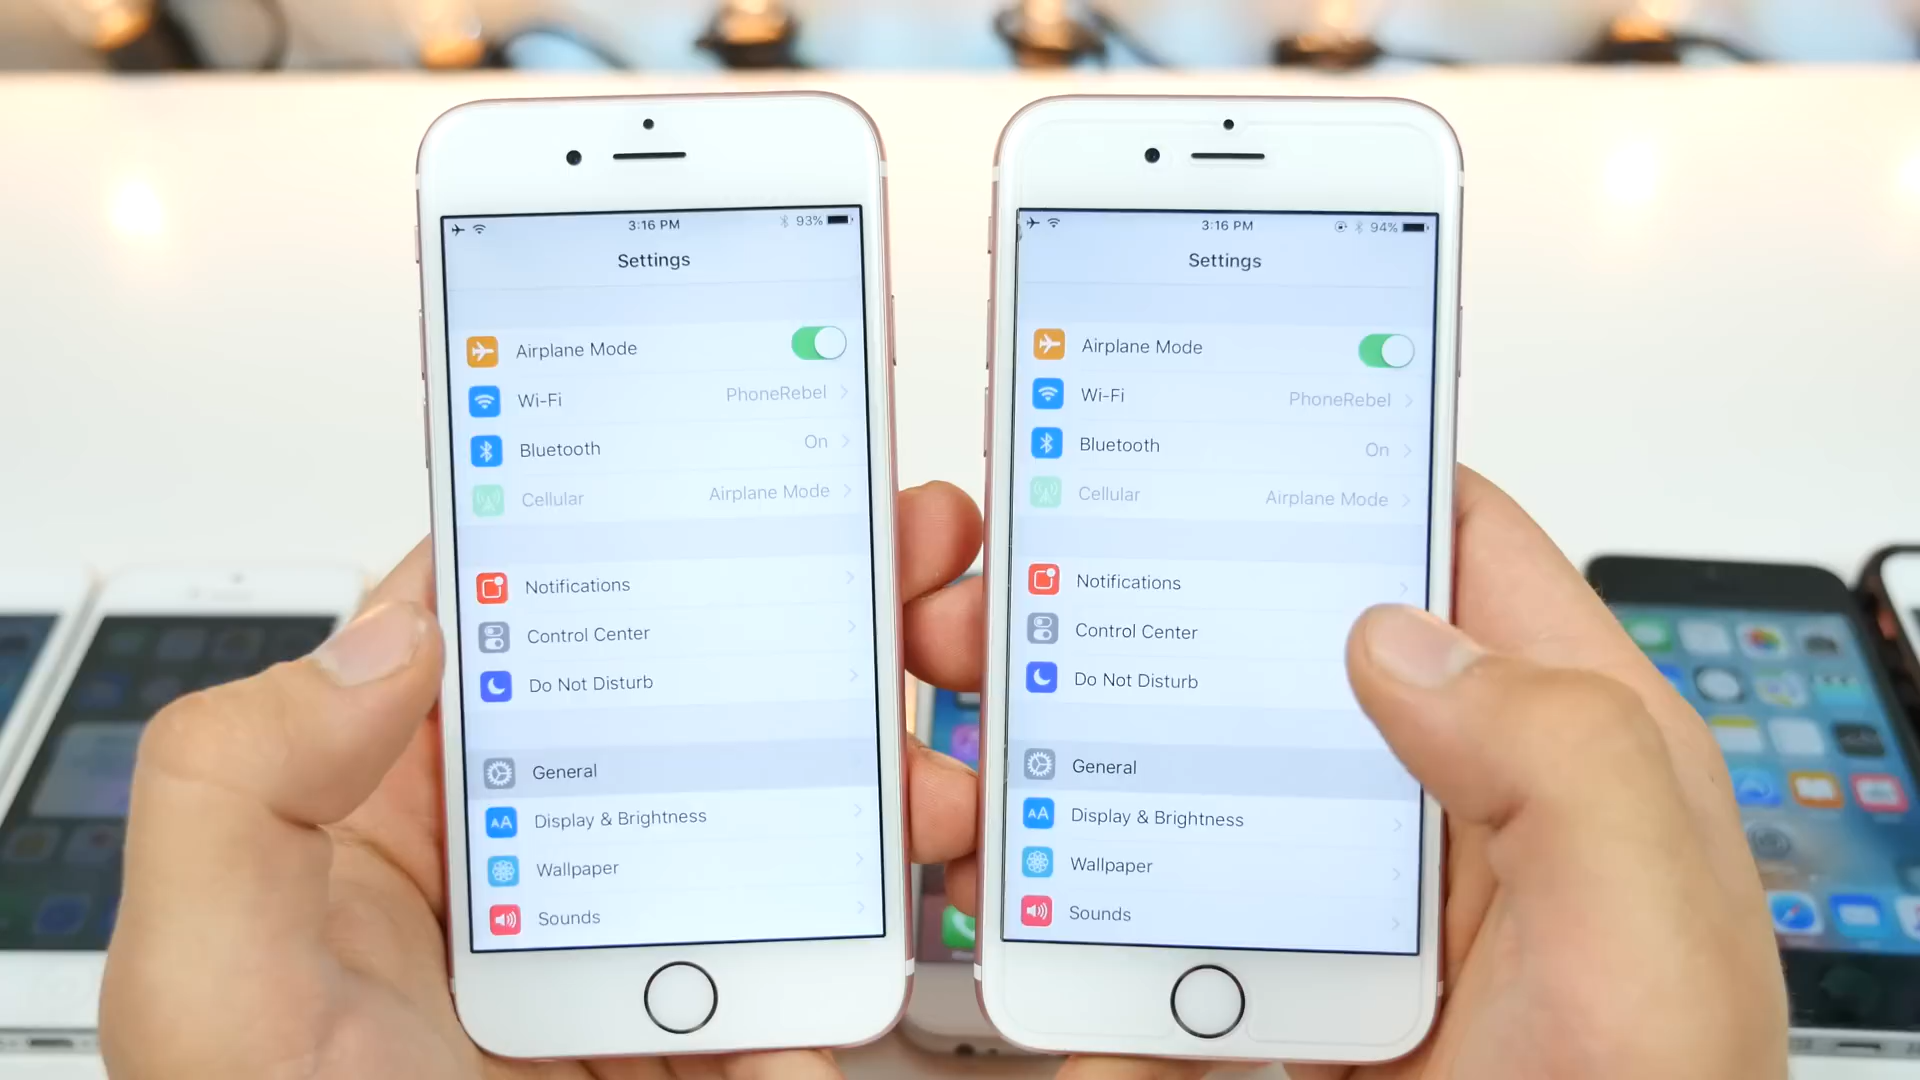 3:16 PM
93%
Settings
Airplane Mode
Wi-Fi PhoneRebel
Bluetooth On
Cellular Airplane Mode
Notifications
Control Center
Do Not Disturb
General
AA Display & Brightness
Wallpaper
Sounds
3:16 PM
94%
Settings
Airplane Mode
Wi-Fi PhoneRebel
Bluetooth On
Cellular Airplane Mode
Notifications
Control Center
Do Not Disturb
General
AA Display & Brightness
Wallpaper
Sounds